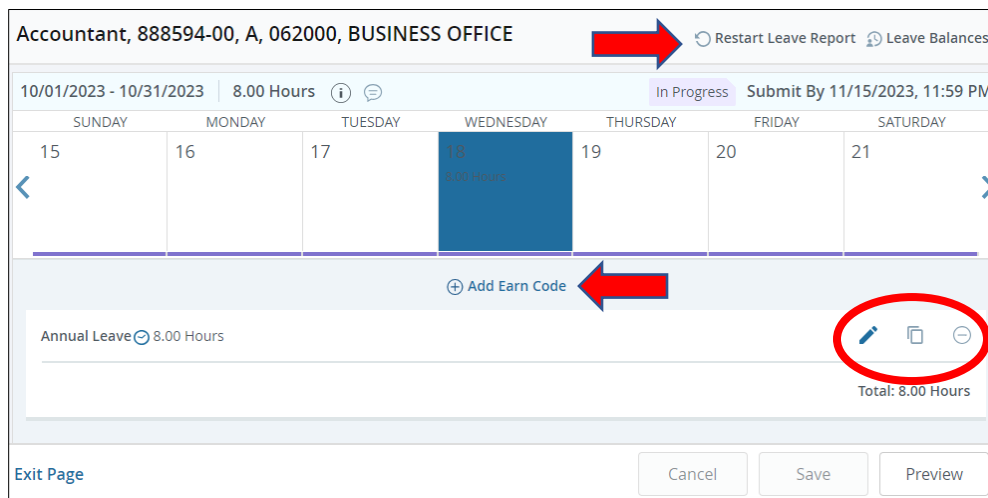 Accountant, 888594-00, A, 062000, BUSINESS OFFICE Restart Leave Report Leave Balances
10/01/2023 - 10/31/2023 8.00 Hours In Progress Submit By 11/15/2023, 11:59 PM
SUNDAY MONDAY TUESDAY WEDNESDAY THURSDAY FRIDAY SATURDAY
15 16 17 18 19 20 21
8.00 Hours
Add Earn Code
Annual Leave 8.00 Hours
Total: 8.00 Hours
Exit Page Cancel Save Preview